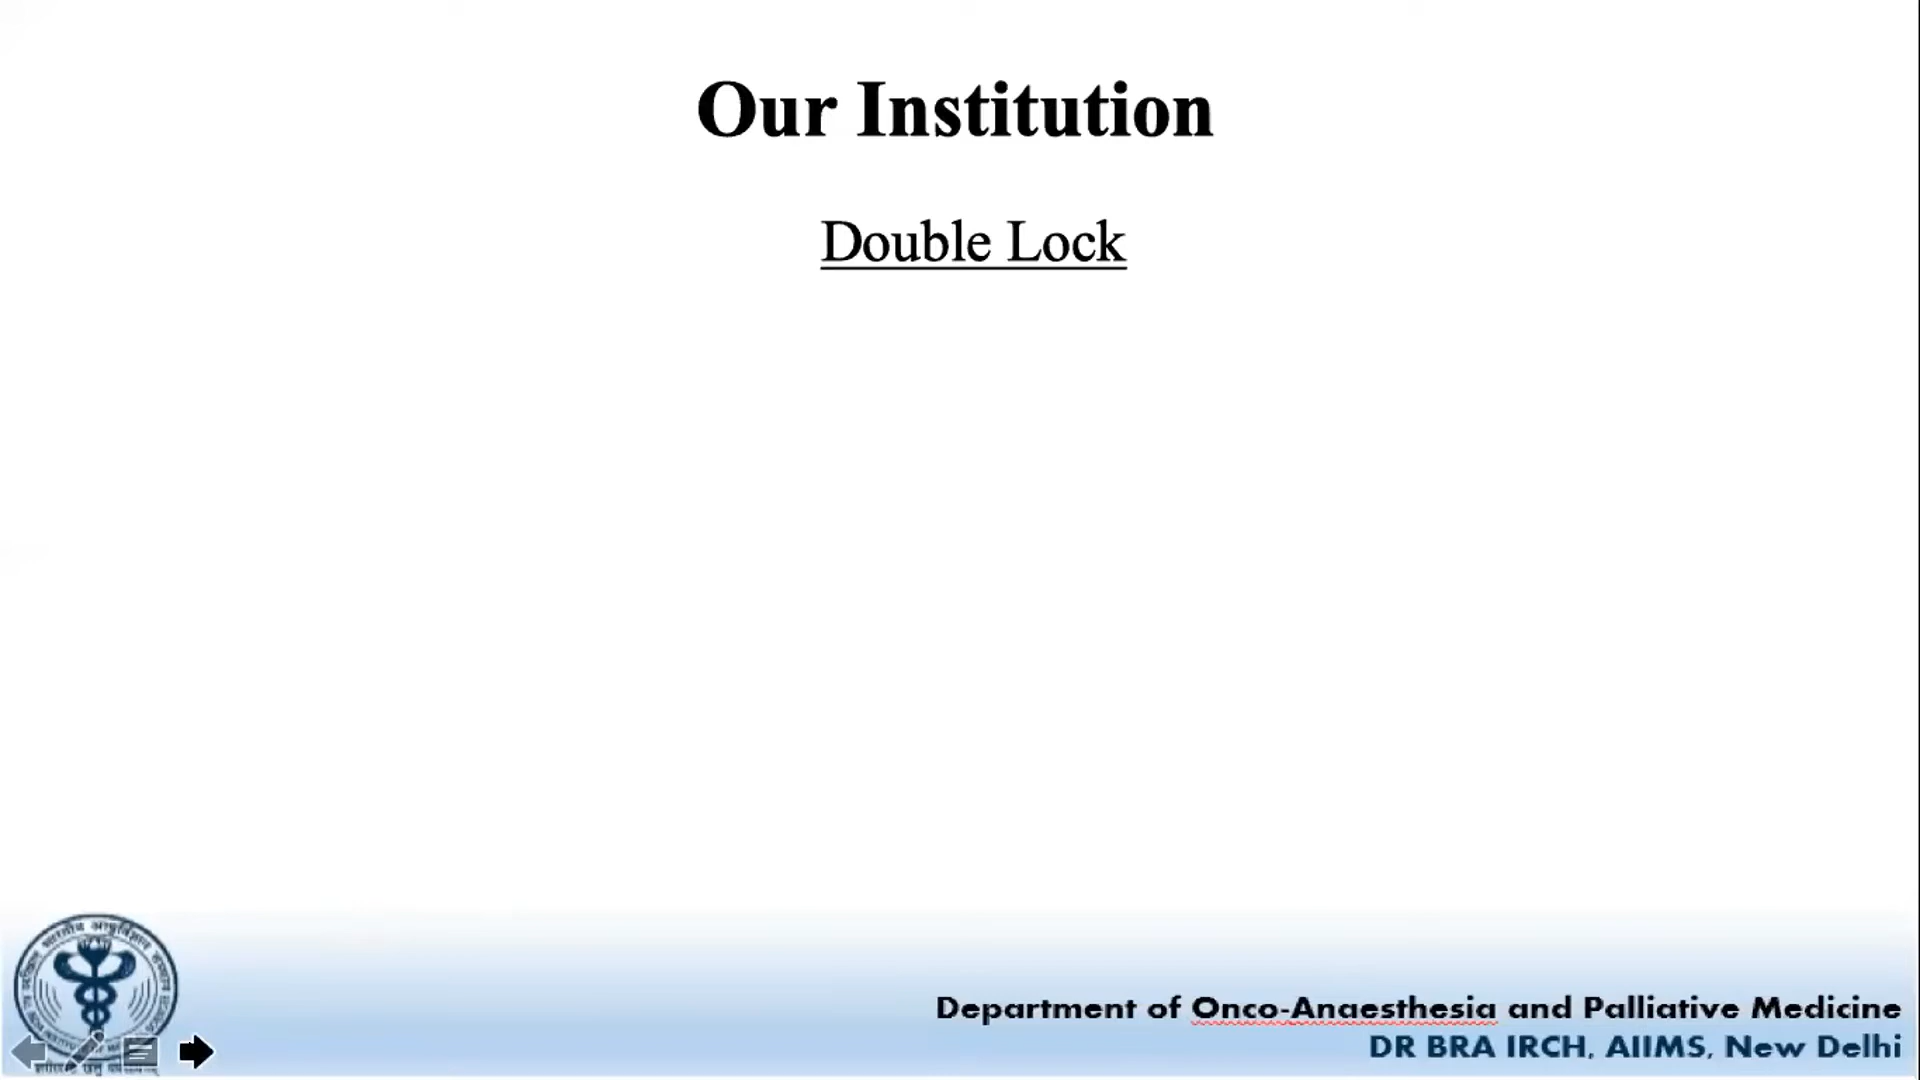 Our Institution
Double Lock
Department of Onco-Anaesthesia and Palliative Medicine
DR BRA IRCH, AIIMS, New Delhi